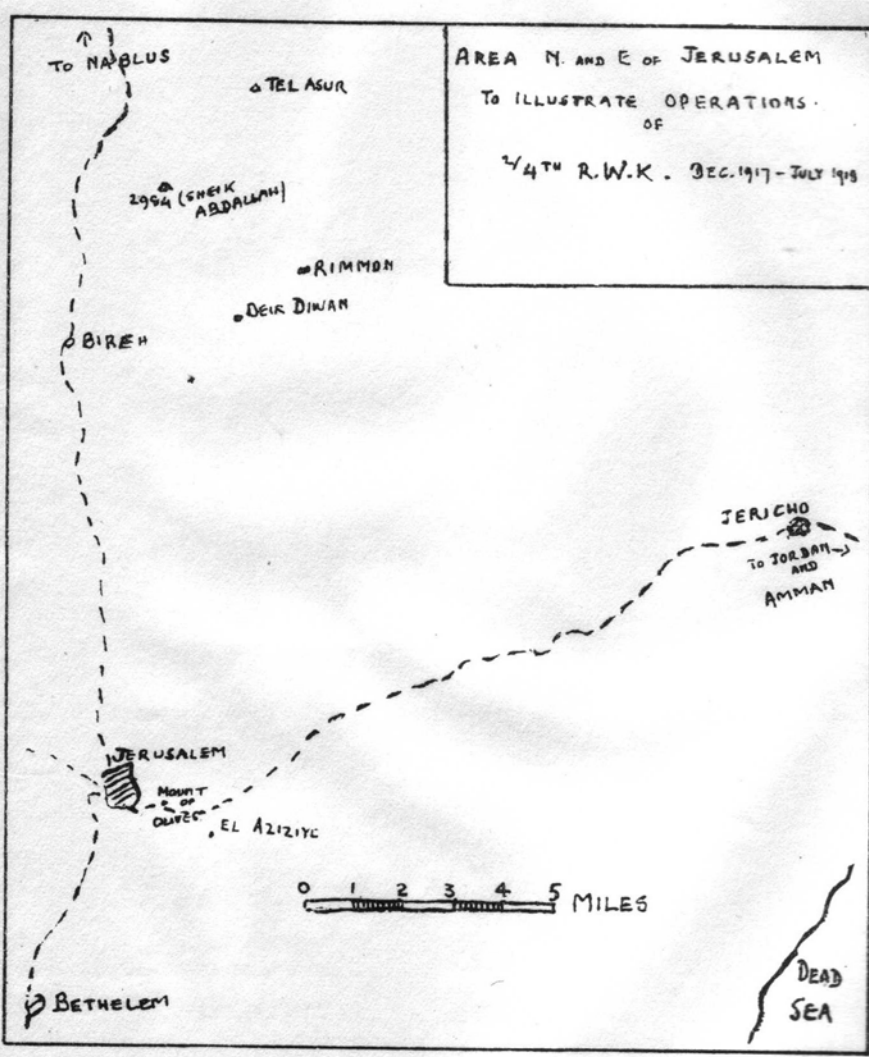 TO NABLUS
TEL ASUR
2984 (SHEIK
ABDALLAH)
RIMMON
DEIR DIWAN
BIREH
AREA N. AND E OF JERUSALEM
TO ILLUSTRATE OPERATIONS.
OF
2/4TH R.W.K. DEC. 1917 - JULY 1918
JERICHO
TO JORDAN
AND
AMMAN
JERUSALEM
MOUNT
OF
OLIVES
EL AZIZIYE
0 1 2 3 4 5
MILES
DEAD
SEA
BETHELEM